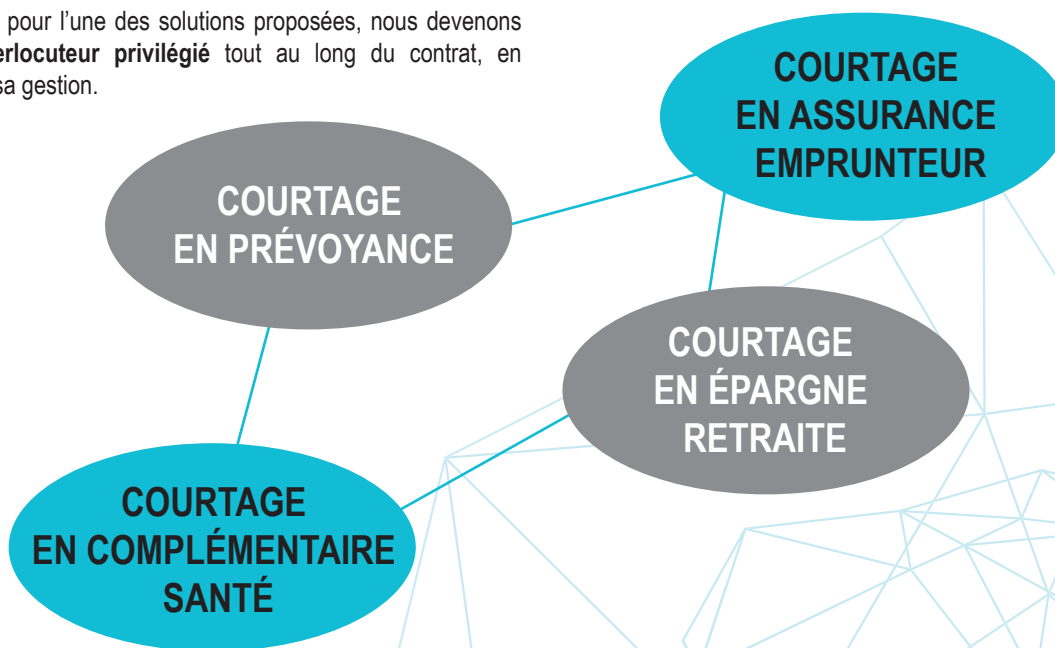 pour l’une des solutions proposées, nous devenons
erlocuteur privilégié tout au long du contrat, en
sa gestion.
COURTAGE
EN ASSURANCE
EMPRUNTEUR
COURTAGE
EN PRÉVOYANCE
COURTAGE
EN ÉPARGNE
RETRAITE
COURTAGE
EN COMPLÉMENTAIRE
SANTÉ